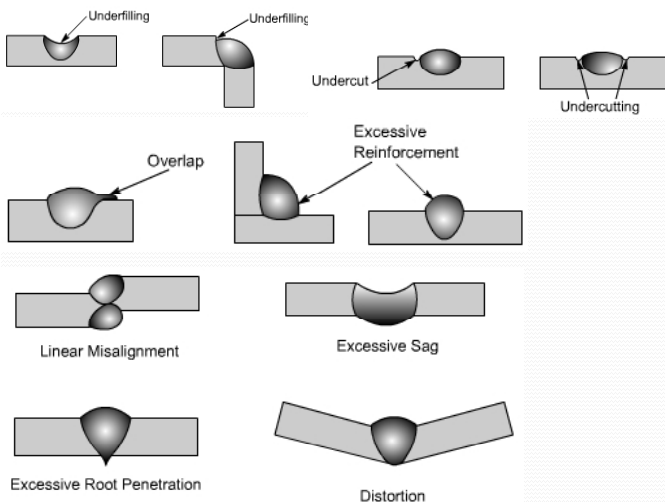 Underfilling
Underfilling
Undercut
Undercutting
Overlap
Excessive
Reinforcement
Linear Misalignment
Excessive Sag
Excessive Root Penetration
Distortion